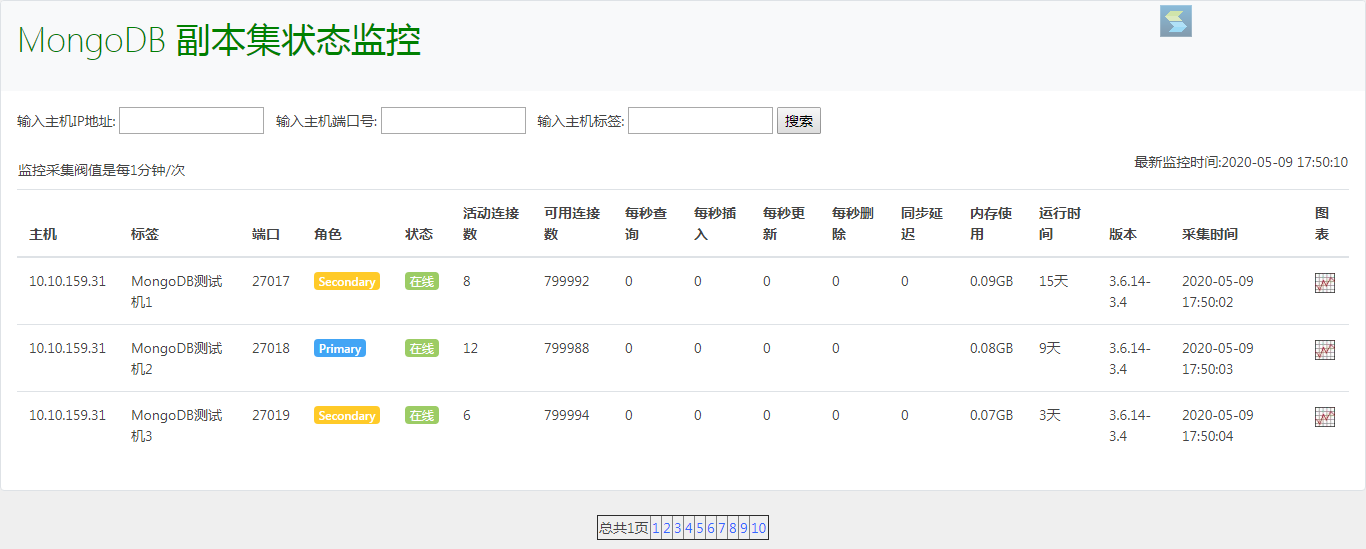 MongoDB 副本集状态监控
输入主机IP地址: 输入主机端口号: 输入主机标签: 搜索
监控采集阀值是每1分钟/次 最新监控时间:2020-05-09 17:50:10
主机 标签 端口 角色 状态 活动连接数 可用连接数 每秒查询 每秒插入 每秒更新 每秒删除 同步延迟 内存使用 运行时间 版本 采集时间 图表
10.10.159.31 MongoDB测试机1 27017 Secondary 在线 8 799992 0 0 0 0 0 0.09GB 15天 3.6.14-3.4 2020-05-09 17:50:02
10.10.159.31 MongoDB测试机2 27018 Primary 在线 12 799988 0 0 0 0 0.08GB 9天 3.6.14-3.4 2020-05-09 17:50:03
10.10.159.31 MongoDB测试机3 27019 Secondary 在线 6 799994 0 0 0 0 0 0.07GB 3天 3.6.14-3.4 2020-05-09 17:50:04
总共1页 1 2 3 4 5 6 7 8 9 10